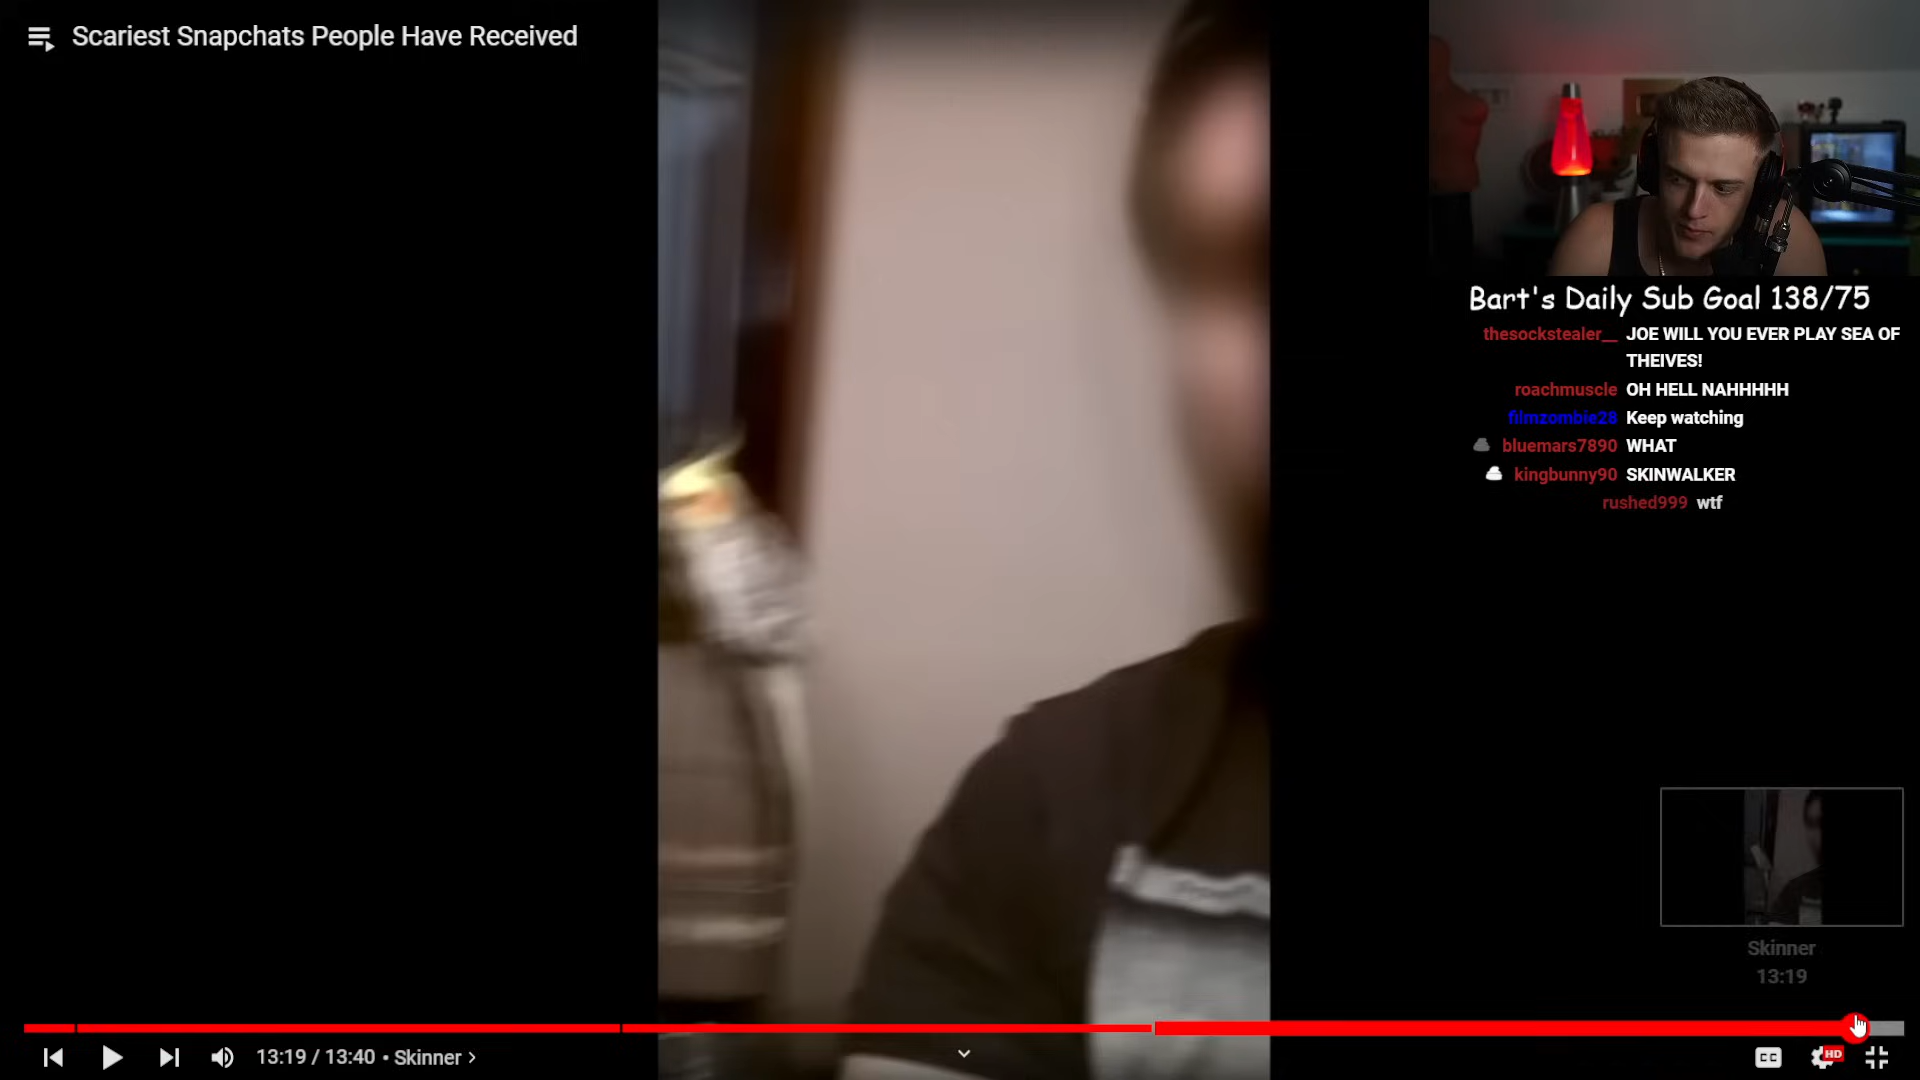 Scariest Snapchats People Have Received
Bart's Daily Sub Goal 138/75
thesockstealer__ JOE WILL YOU EVER PLAY SEA OF
THEIVES!
roachmuscle OH HELL NAHHHHH
filmzombie28 Keep watching
bluemars7890 WHAT
kingbunny90 SKINWALKER
rushed999 wtf
Skinner
13:19
13:19 / 13:40 • Skinner >
CC
HD